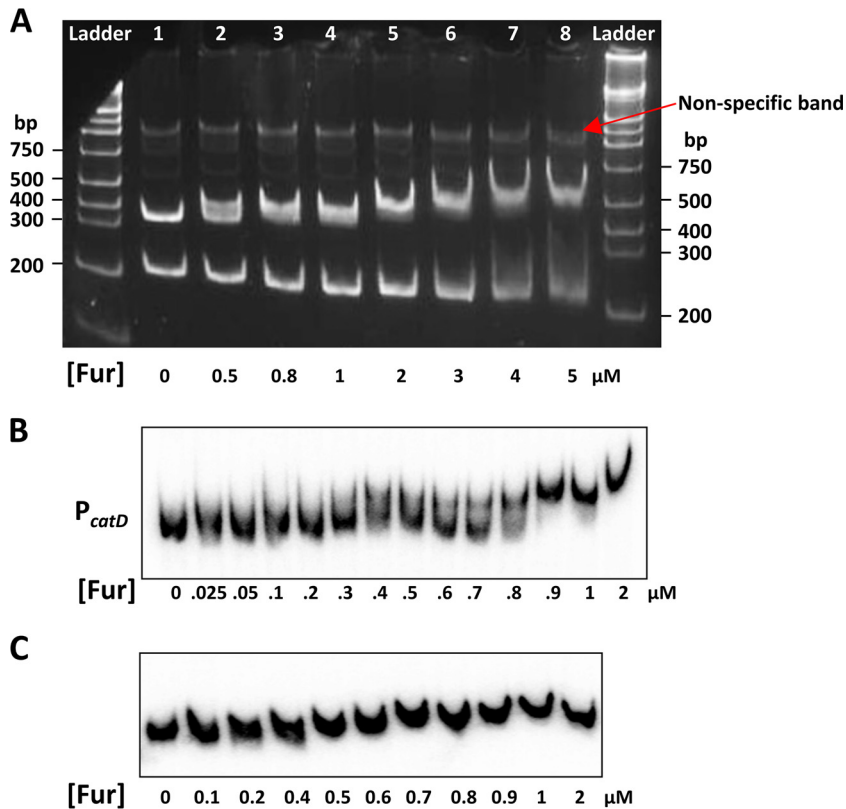 A
Ladder 1 2 3 4 5 6 7 8 Ladder
Non-specific band
bp
750
500
400
300
200
bp
750
500
400
300
200
[Fur] 0 0.5 0.8 1 2 3 4 5 μM
B
PcatD
[Fur] 0 .025 .05 .1 .2 .3 .4 .5 .6 .7 .8 .9 1 2 μM
C
[Fur] 0 0.1 0.2 0.4 0.5 0.6 0.7 0.8 0.9 1 2 μM